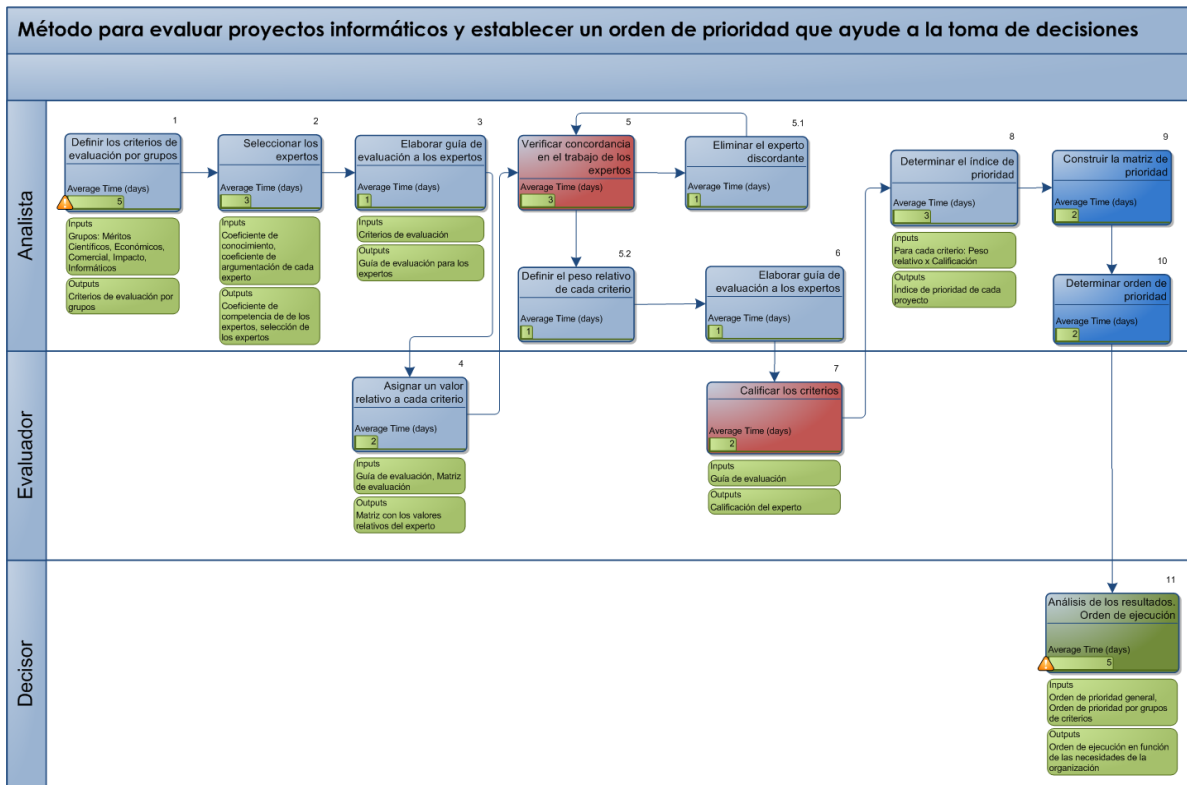 Método para evaluar proyectos informáticos y establecer un orden de prioridad que ayude a la toma de decisiones
Analista
1
Definir los criterios de
evaluación por grupos
Average Time (days)
5
Inputs
Grupos: Méritos
Científicos, Económicos,
Comercial, Impacto,
Informáticos
Outputs
Criterios de evaluación por
grupos
2
Seleccionar los
expertos
Average Time (days)
3
Inputs
Coeficiente de
conocimiento,
coeficiente de
argumentación de cada
experto
Outputs
Coeficiente de
competencia de de los
expertos, selección de
los expertos
3
Elaborar guía de
evaluación a los expertos
Average Time (days)
1
Inputs
Criterios de evaluación
Outputs
Guía de evaluación para los
expertos
5
Verificar concordancia
en el trabajo de los
expertos
Average Time (days)
3
5.1
Eliminar el experto
discordante
Average Time (days)
1
5.2
Definir el peso relativo
de cada criterio
Average Time (days)
1
6
Elaborar guía de
evaluación a los expertos
Average Time (days)
1
8
Determinar el índice de
prioridad
Average Time (days)
3
Inputs
Para cada criterio: Peso
relativo x Calificación
Outputs
Índice de prioridad de cada
proyecto
9
Construir la matriz de
prioridad
Average Time (days)
2
10
Determinar orden de
prioridad
Average Time (days)
2
Evaluador
4
Asignar un valor
relativo a cada criterio
Average Time (days)
2
Inputs
Guía de evaluación, Matriz
de evaluación
Outputs
Matriz con los valores
relativos del experto
7
Calificar los criterios
Average Time (days)
2
Inputs
Guía de evaluación
Outputs
Calificación del experto
Decisor
11
Análisis de los resultados.
Orden de ejecución
Average Time (days)
5
Inputs
Orden de prioridad general,
Orden de prioridad por grupos
de criterios
Outputs
Orden de ejecución en función
de las necesidades de la
organización